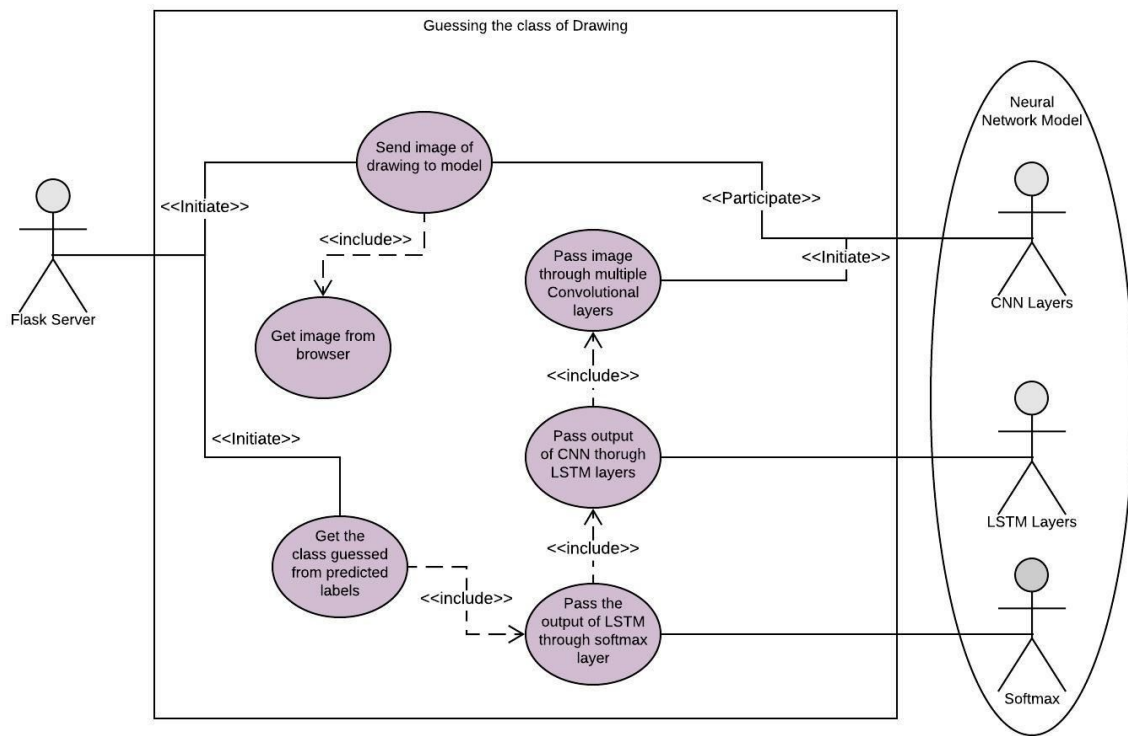 Guessing the class of Drawing
Neural
Network Model
Send image of
drawing to model
<<Participate>>
<<Initiate>>
<<include>>
Pass image
through multiple
Convolutional
layers
<<Initiate>>
CNN Layers
Flask Server
Get image from
browser
<<include>>
<<Initiate>>
Pass output
of CNN thorugh
LSTM layers
LSTM Layers
Get the
class guessed
from predicted
labels
<<include>>
<<include>>
Pass the
output of LSTM
through softmax
layer
Softmax